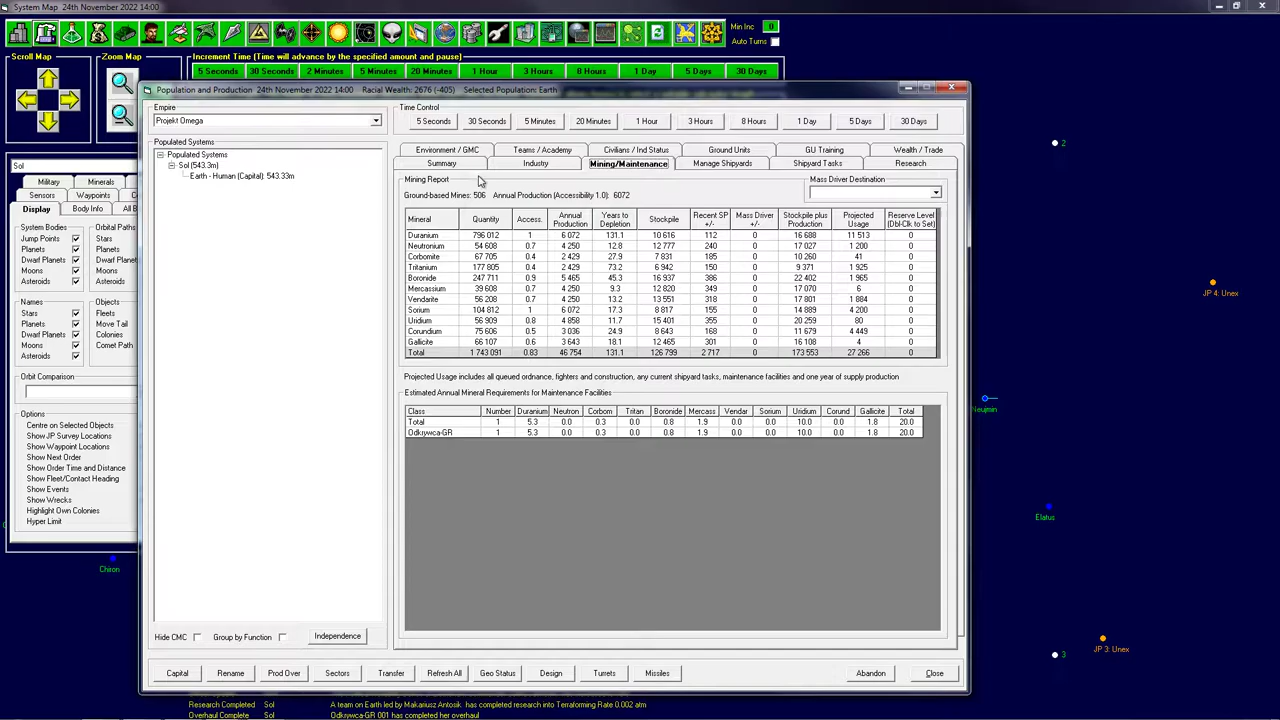 System Map 24th November 2022 14:00
Min Inc 0
Auto Turns
Scroll Map Zoom Map Increment Time (Time will advance by the specified amount and pause)
5 Seconds 30 Seconds 2 Minutes 5 Minutes 20 Minutes 1 Hour 3 Hours 8 Hours 1 Day 5 Days 30 Days
Population and Production 24th November 2022 14:00 Racial Wealth: 2676 (-405) Selected Population: Earth
Empire
Projekt Omega
Time Control
5 Seconds 30 Seconds 5 Minutes 20 Minutes 1 Hour 3 Hours 8 Hours 1 Day 5 Days 30 Days
Populated Systems
Populated Systems
Sol (543.3m)
Earth - Human (Capital): 543.33m
Environment / GMC Teams / Academy Civilians / Ind Status Ground Units GU Training Wealth / Trade
Summary Industry Mining/Maintenance Manage Shipyards Shipyard Tasks Research
Mining Report
Ground-based Mines: 506 Annual Production (Accessibility 1.0): 6072
Mass Driver Destination
Mineral Quantity Access. Annual Production Years to Depletion Stockpile Recent SP +/- Mass Driver +/- Stockpile plus Production Projected Usage Reserve Level (Dbl-Clk to Set)
Duranium 796 012 1 6 072 131.1 10 616 112 0 16 688 11 513 0
Neutronium 54 608 0.7 4 250 12.8 12 777 240 0 17 027 1 200 0
Corbomite 67 705 0.4 2 429 27.9 7 831 185 0 10 260 41 0
Tritanium 177 805 0.4 2 429 73.2 6 942 150 0 9 371 1 925 0
Boronide 247 711 0.9 5 465 45.3 16 937 386 0 22 402 1 965 0
Mercassium 39 608 0.7 4 250 9.3 12 820 349 0 17 070 6 0
Vendarite 56 208 0.7 4 250 13.2 13 551 318 0 17 801 1 884 0
Sorium 104 812 1 6 072 17.3 8 817 155 0 14 889 4 200 0
Uridium 56 909 0.8 4 858 11.7 15 401 355 0 20 259 80 0
Corundium 75 606 0.5 3 036 24.9 8 643 168 0 11 679 4 449 0
Gallicite 66 107 0.6 3 643 18.1 12 465 301 0 16 108 4 0
Total 1 743 091 0.83 46 754 131.1 126 799 2 717 0 173 553 27 266 0
Projected Usage includes all queued ordnance, fighters and construction, any current shipyard tasks, maintenance facilities and one year of supply production
Estimated Annual Mineral Requirements for Maintenance Facilities
Class Number Duranium Neutron Corbom Tritan Boronide Mercass Vendar Sorium Uridium Corund Gallicite Total
Total 1 5.3 0.0 0.3 0.0 0.8 1.9 0.0 0.0 10.0 0.0 1.8 20.0
Odkrywca-GR 1 5.3 0.0 0.3 0.0 0.8 1.9 0.0 0.0 10.0 0.0 1.8 20.0
Hide CMC Group by Function Independence
Capital Rename Prod Over Sectors Transfer Refresh All Geo Status Design Turrets Missiles Abandon Close
Sol
Military Minerals
Sensors Waypoints
Display Body Info All B
System Bodies Orbital Paths
Jump Points Stars
Planets Planets
Dwarf Planets Dwarf
Moons Moons
Asteroids Asteroids
Names Objects
Stars Fleets
Planets Move Tail
Dwarf Planets Colonies
Moons Comet Path
Asteroids
Orbit Comparison
Options
Centre on Selected Objects
Show JP Survey Locations
Show Waypoint Locations
Show Next Order
Show Order Time and Distance
Show Fleet/Contact Heading
Show Events
Show Wrecks
Highlight Own Colonies
Hyper Limit
Chiron
2
JP 4: Unex
Neujmin
Elatus
JP 3: Unex
3
Research Completed Sol A team on Earth led by Makariusz Antosik has completed research into Terraforming Rate 0.002 atm
Overhaul Complete Sol Odkrywca-GR 001 has completed her overhaul